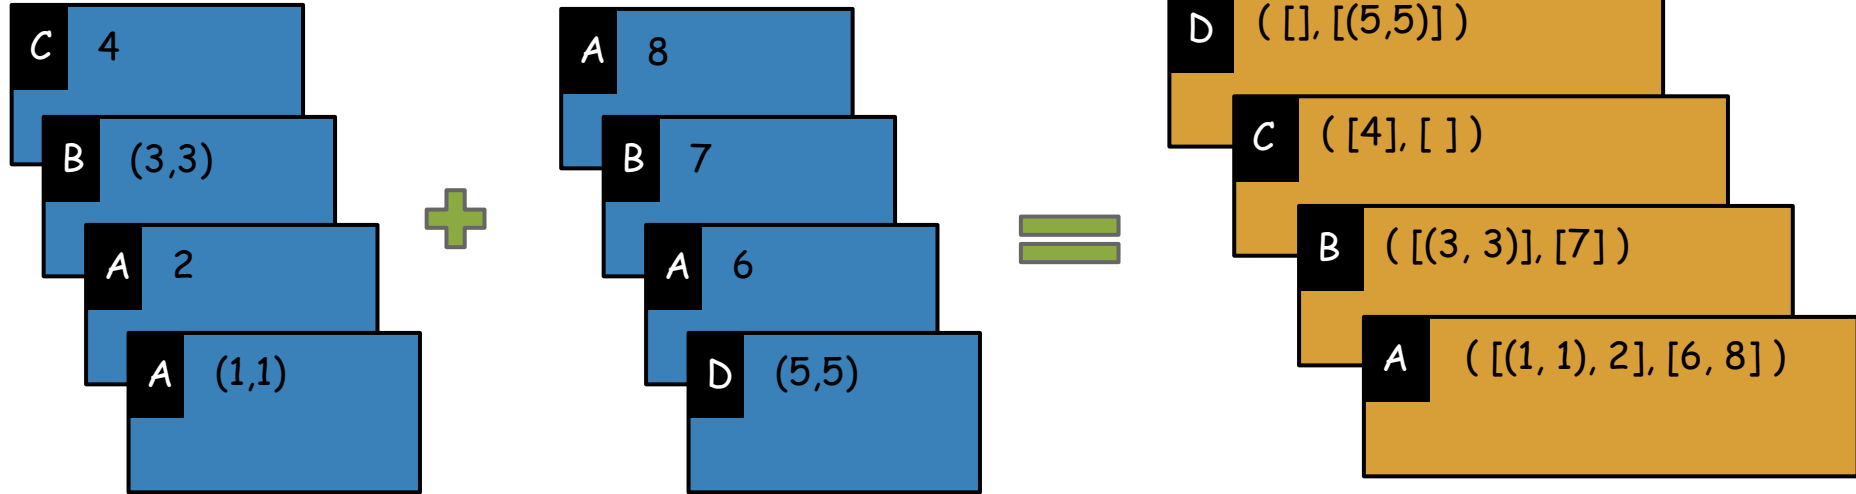 C 4
B (3,3)
A 2
A (1,1)
A 8
B 7
A 6
D (5,5)
D ( [], [(5,5)] )
C ( [4], [ ] )
B ( [(3, 3)], [7] )
A ( [(1, 1), 2], [6, 8] )